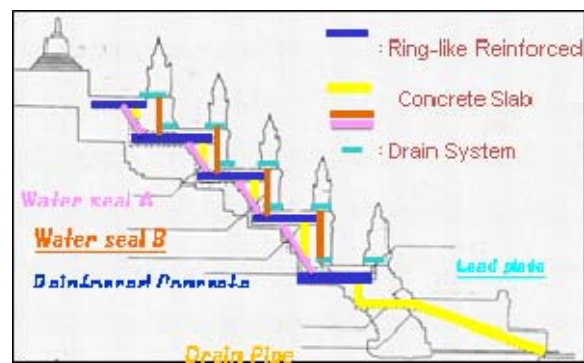 : Ring-like Reinforced
Concrete Slab
: Drain System
Water seal A
Water seal B
Reinforced Concrete
Lead plate
Drain Pipe